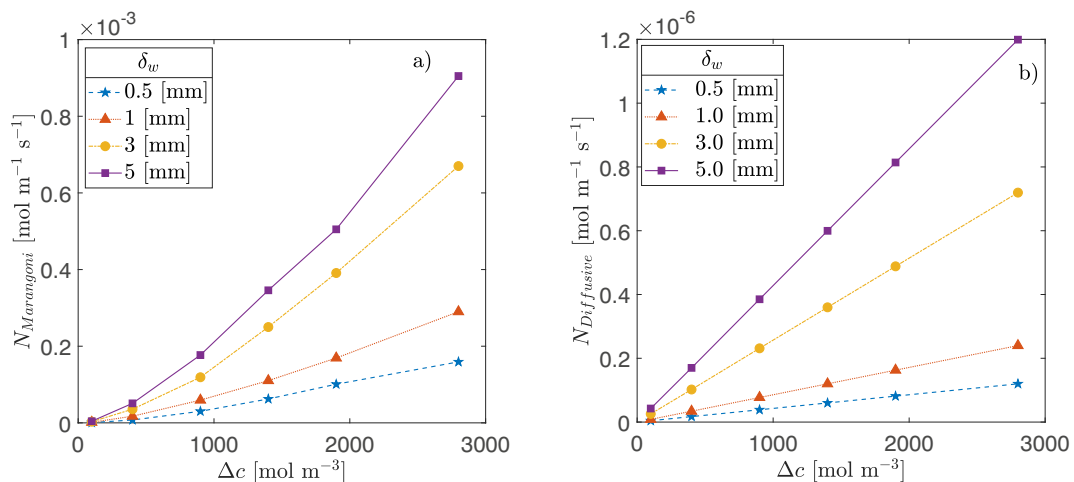 ×10⁻³
1
0.8
0.6
0.4
0.2
0
N_Marangoni [mol m⁻¹ s⁻¹]
δ_w
0.5 [mm]
1 [mm]
3 [mm]
5 [mm]
a)
0 1000 2000 3000
Δc [mol m⁻³]
×10⁻⁶
1.2
1
0.8
0.6
0.4
0.2
0
N_Diffusive [mol m⁻¹ s⁻¹]
δ_w
0.5 [mm]
1.0 [mm]
3.0 [mm]
5.0 [mm]
b)
0 1000 2000 3000
Δc [mol m⁻³]